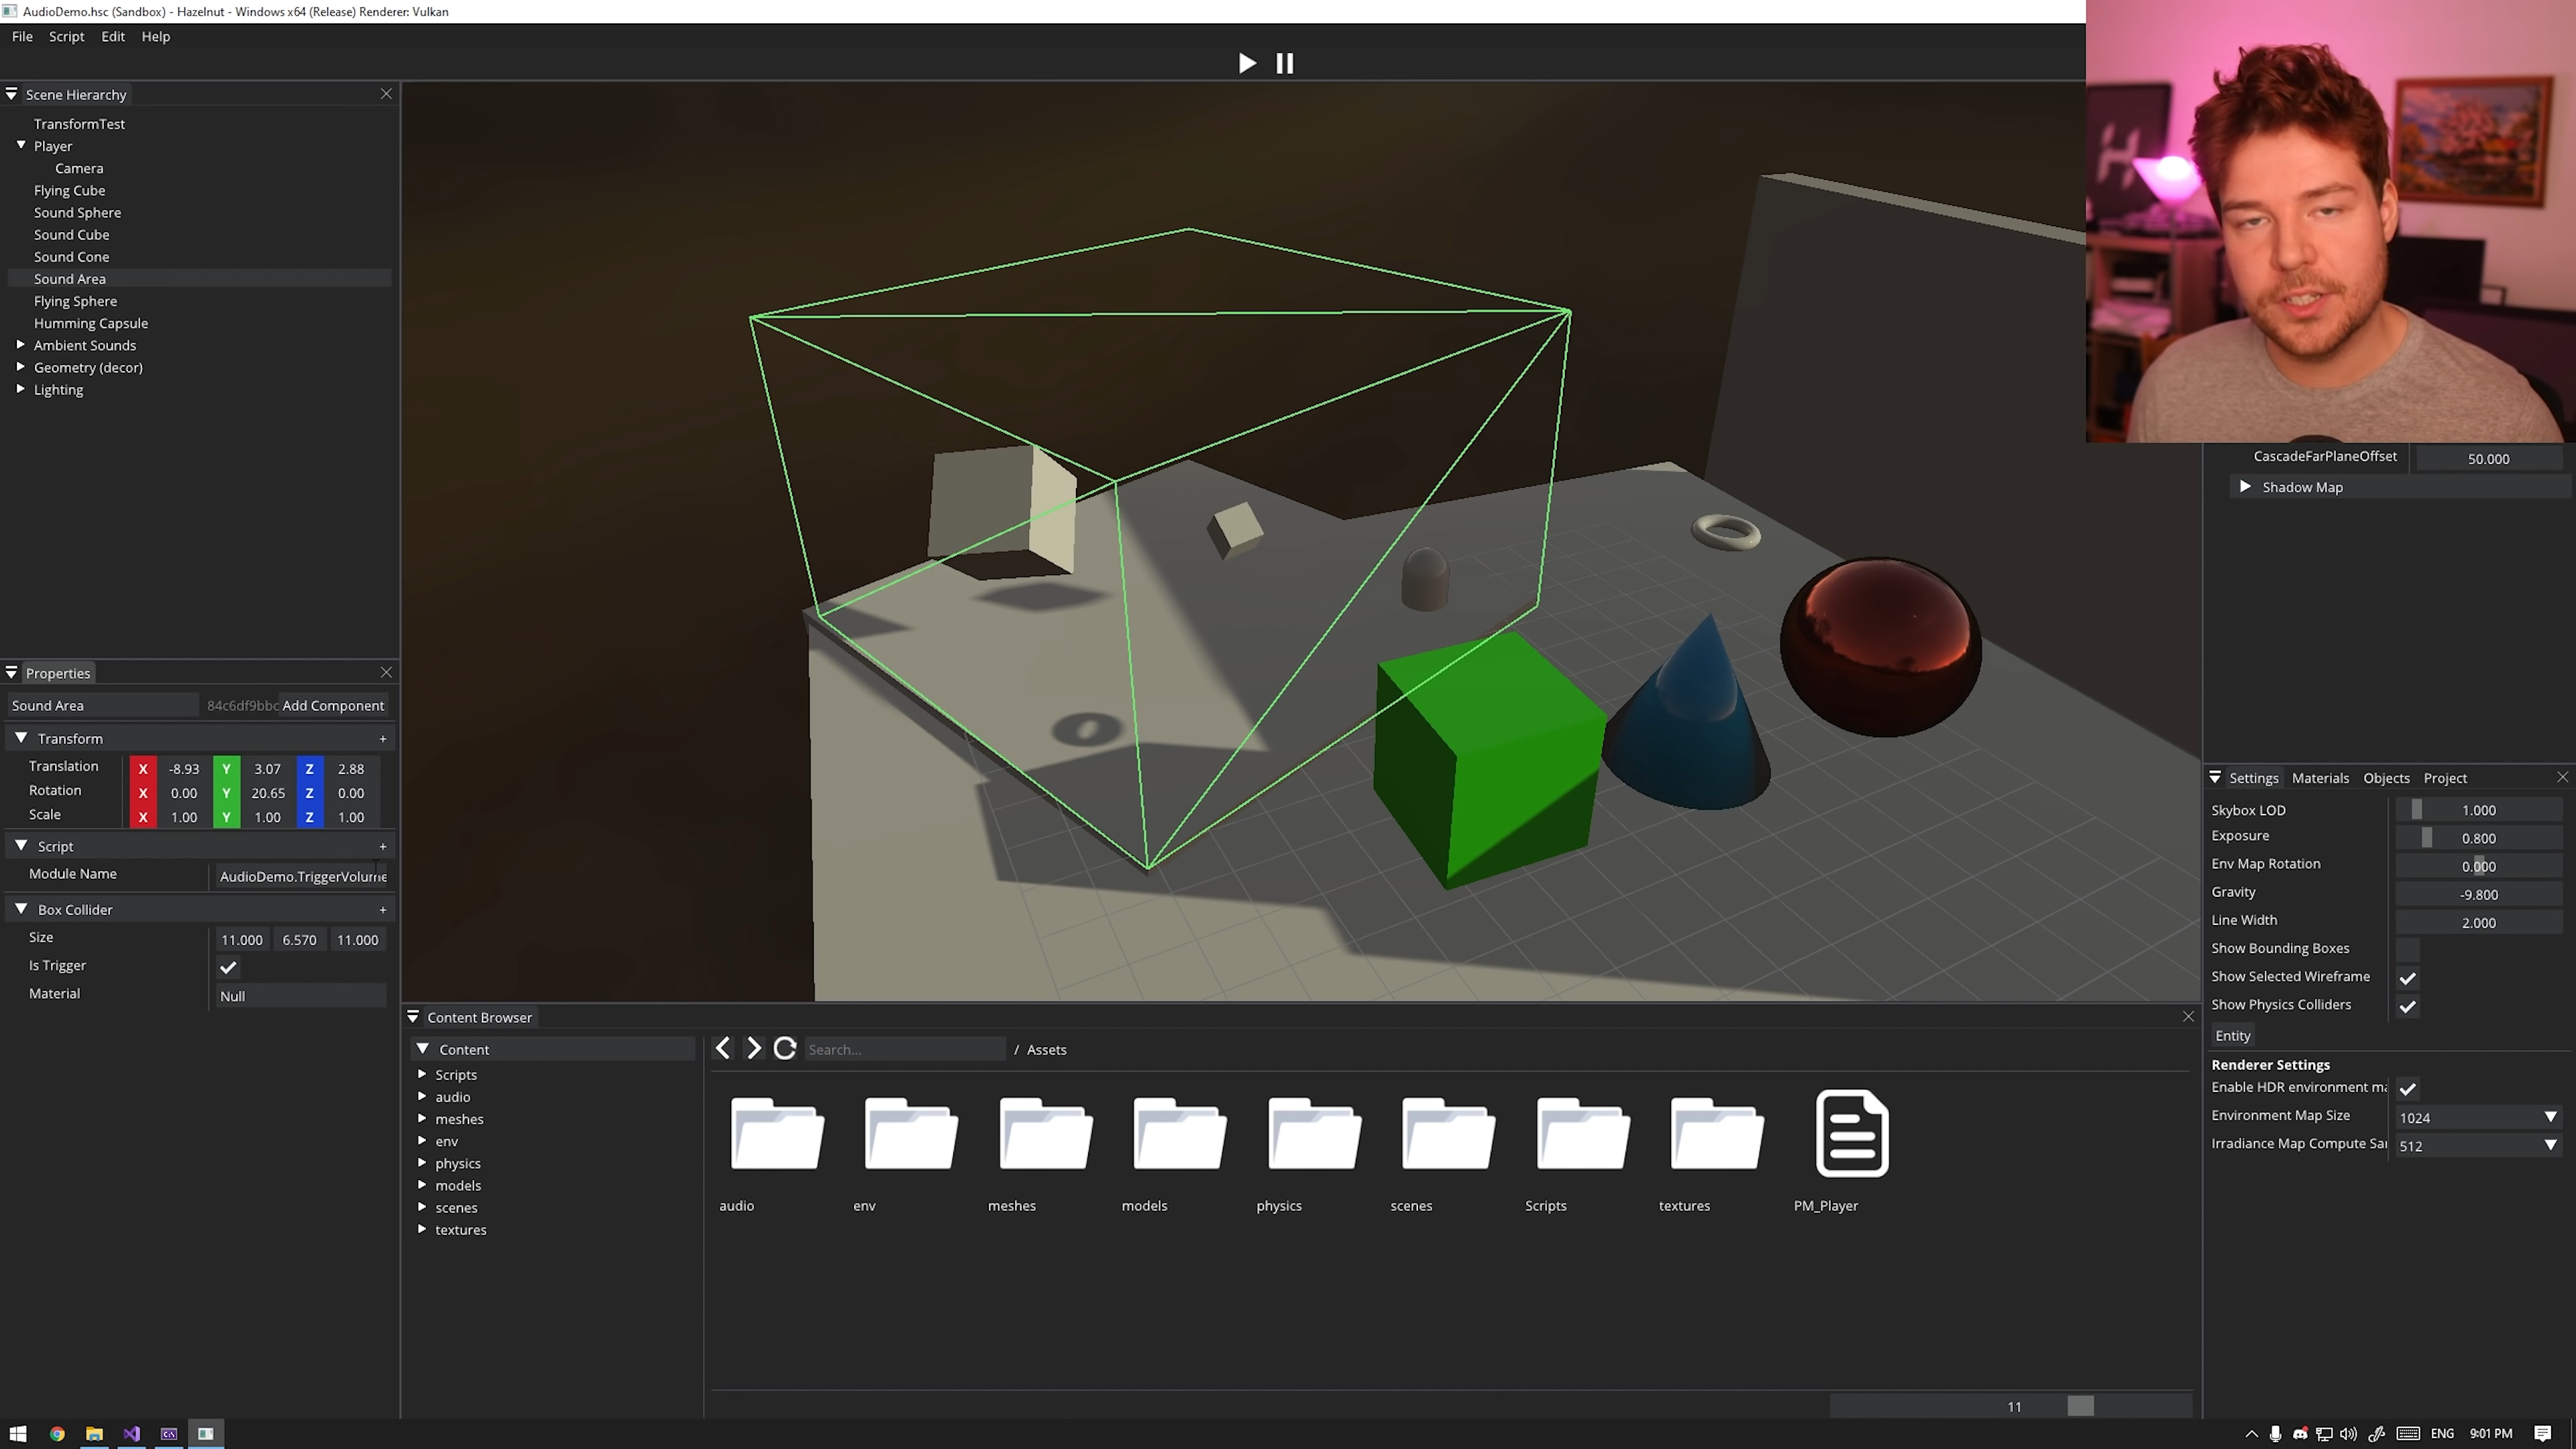 AudioDemo.hsc (Sandbox) - Hazelnut - Windows x64 (Release) Renderer: Vulkan
File Script Edit Help
Scene Hierarchy
TransformTest
Player
Camera
Flying Cube
Sound Sphere
Sound Cube
Sound Cone
Sound Area
Flying Sphere
Humming Capsule
Ambient Sounds
Geometry (decor)
Lighting
Properties
Sound Area 84c6df9bbc Add Component
Transform +
Translation X -8.93 Y 3.07 Z 2.88
Rotation X 0.00 Y 20.65 Z 0.00
Scale X 1.00 Y 1.00 Z 1.00
Script +
Module Name AudioDemo.TriggerVolume
Box Collider +
Size 11.000 6.570 11.000
Is Trigger
Material Null
Content Browser
Content
Scripts
audio
meshes
env
physics
models
scenes
textures
Search... / Assets
audio env meshes models physics scenes Scripts textures PM_Player
11
CascadeFarPlaneOffset 50.000
Shadow Map
Settings Materials Objects Project
Skybox LOD 1.000
Exposure 0.800
Env Map Rotation 0.000
Gravity -9.800
Line Width 2.000
Show Bounding Boxes
Show Selected Wireframe
Show Physics Colliders
Entity
Renderer Settings
Enable HDR environment ma
Environment Map Size 1024
Irradiance Map Compute Sa 512
ENG 9:01 PM